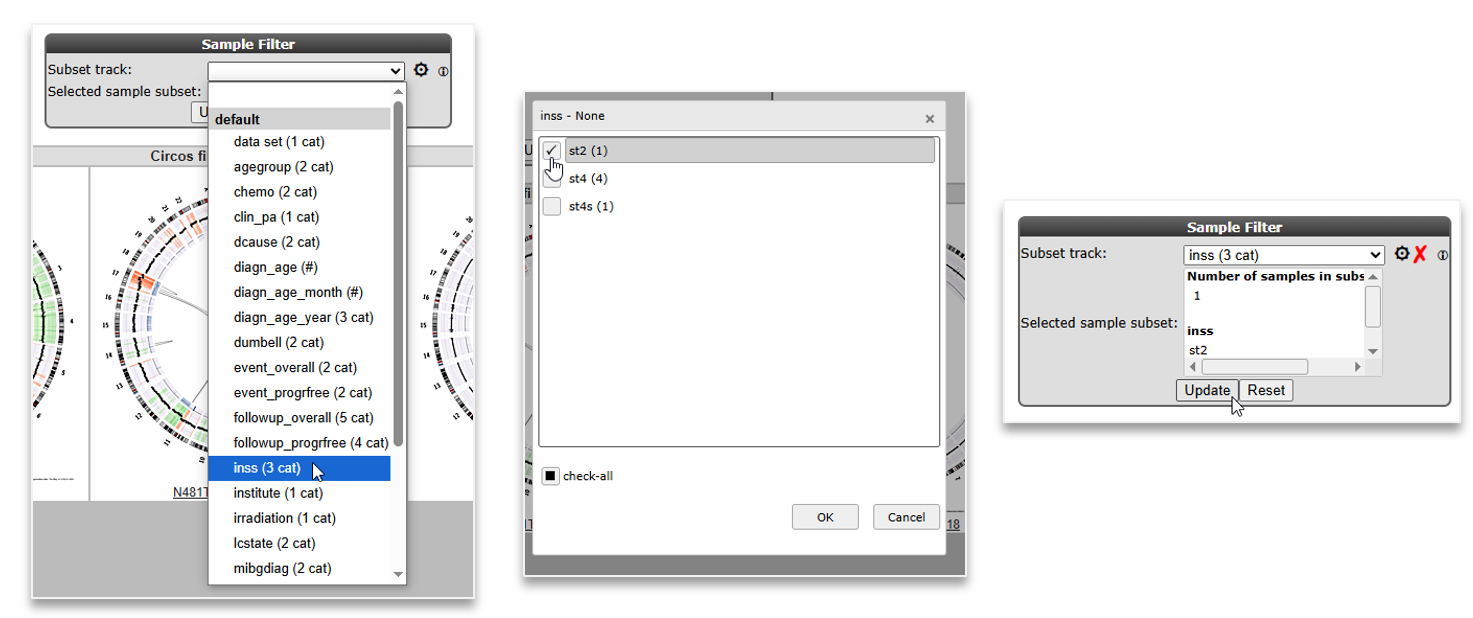 Sample Filter
Subset track:
Selected sample subset:
U
default
data set (1 cat)
agegroup (2 cat)
chemo (2 cat)
clin_pa (1 cat)
dcause (2 cat)
diagn_age (#)
diagn_age_month (#)
diagn_age_year (3 cat)
dumbell (2 cat)
event_overall (2 cat)
event_progrfree (2 cat)
followup_overall (5 cat)
followup_progrfree (4 cat)
inss (3 cat)
institute (1 cat)
irradiation (1 cat)
lcstate (2 cat)
mibgdiag (2 cat)
Circos fi
N481T
inss - None
st2 (1)
st4 (4)
st4s (1)
check-all
OK
Cancel
18
Sample Filter
Subset track:
inss (3 cat)
Selected sample subset:
Number of samples in subs
1
inss
st2
Update
Reset